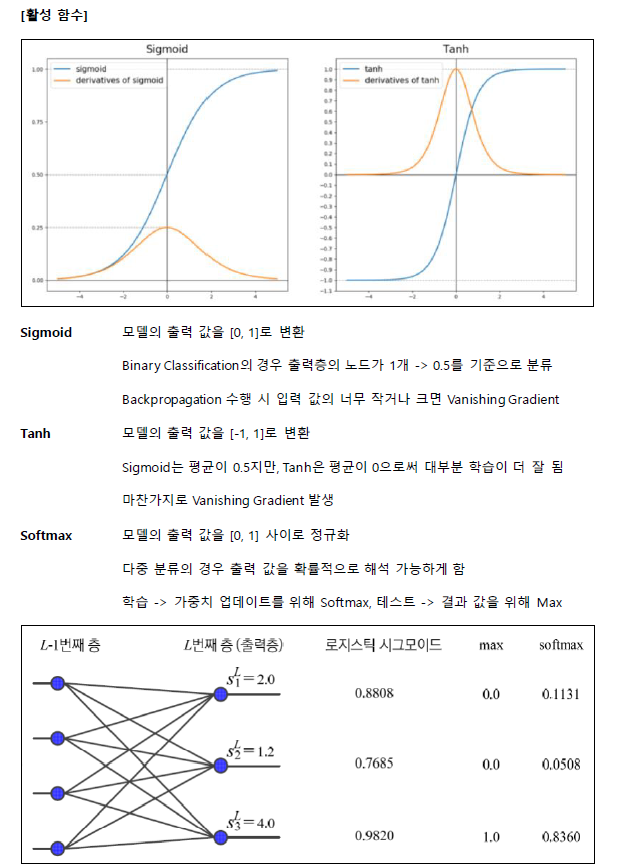 [활성 함수]
Sigmoid
Tanh
sigmoid
derivatives of sigmoid
1.00
0.75
0.50
0.25
0.00
−4 −2 0 2 4
tanh
derivatives of tanh
1.0
0.9
0.8
0.7
0.6
0.5
0.4
0.3
0.2
0.1
0.0
−0.1
−0.2
−0.3
−0.4
−0.5
−0.6
−0.7
−0.8
−0.9
−1.0
−1.1
−4 −2 0 2 4
Sigmoid 모델의 출력 값을 [0, 1]로 변환
Binary Classification의 경우 출력층의 노드가 1개 -> 0.5를 기준으로 분류
Backpropagation 수행 시 입력 값의 너무 작거나 크면 Vanishing Gradient
Tanh 모델의 출력 값을 [-1, 1]로 변환
Sigmoid는 평균이 0.5지만, Tanh은 평균이 0으로써 대부분 학습이 더 잘 됨
마찬가지로 Vanishing Gradient 발생
Softmax 모델의 출력 값을 [0, 1] 사이로 정규화
다중 분류의 경우 출력 값을 확률적으로 해석 가능하게 함
학습 -> 가중치 업데이트를 위해 Softmax, 테스트 -> 결과 값을 위해 Max
L-1번째 층 L번째 층 (출력층) 로지스틱 시그모이드 max softmax
s₁ᴸ=2.0 0.8808 0.0 0.1131
s₂ᴸ=1.2 0.7685 0.0 0.0508
s₃ᴸ=4.0 0.9820 1.0 0.8360